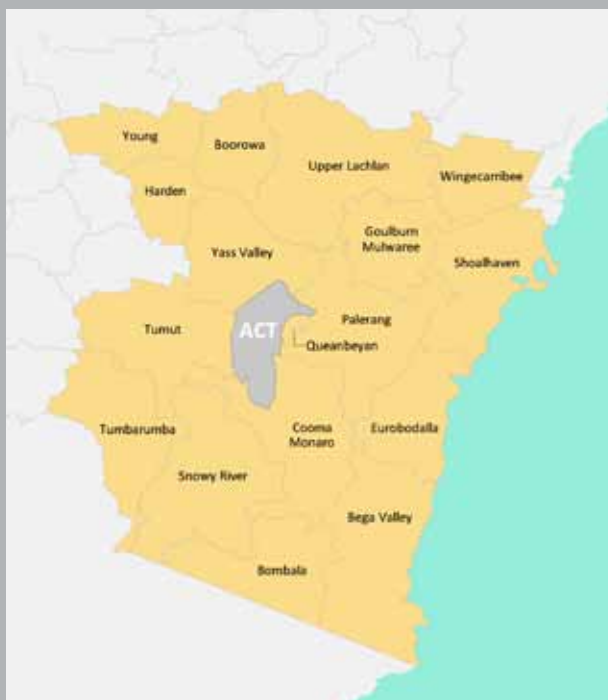 Young
Boorowa
Upper Lachlan
Wingecarribee
Harden
Goulburn
Mulwaree
Yass Valley
Shoalhaven
Tumut
ACT
Palerang
Queanbeyan
Tumbarumba
Cooma
Monaro
Eurobodalla
Snowy River
Bega Valley
Bombala